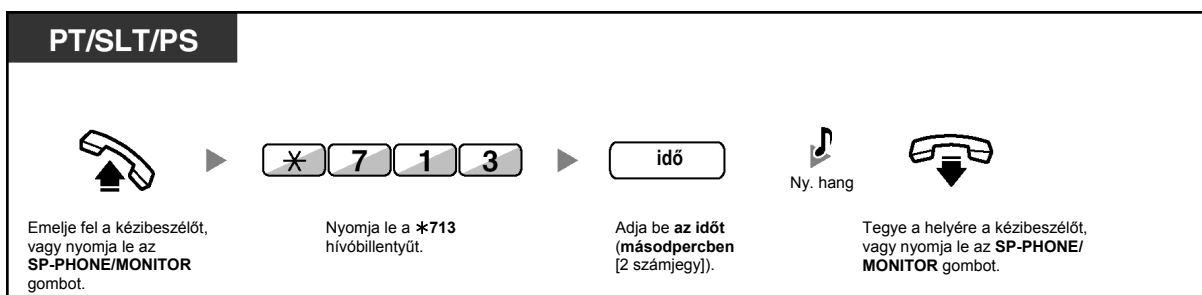 PT/SLT/PS
* 7 1 3
idő
Ny. hang
Emelje fel a kézibeszélőt,
vagy nyomja le az
SP-PHONE/MONITOR
gombot.
Nyomja le a *713
hívóbillentyűt.
Adja be az időt
(másodpercben
[2 számjegy]).
Tegye a helyére a kézibeszélőt,
vagy nyomja le az SP-PHONE/
MONITOR gombot.